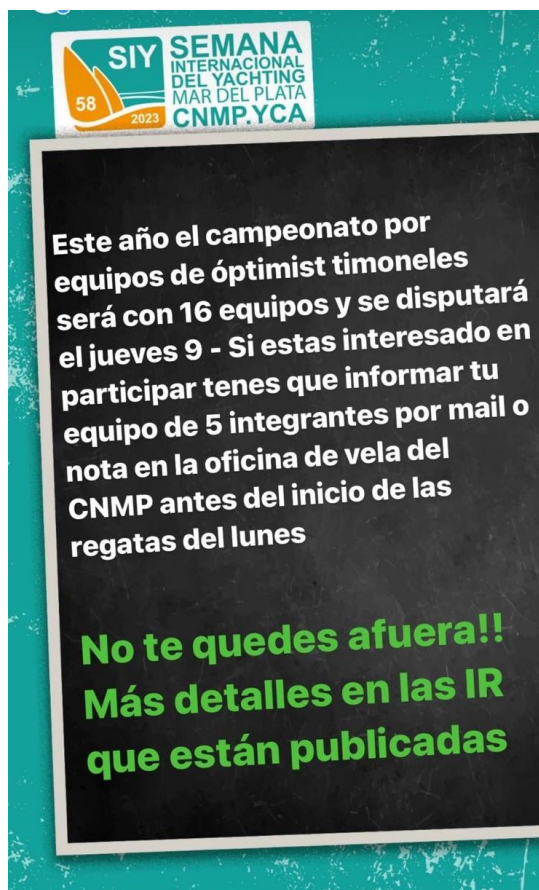 SIY
58
2023
SEMANA
INTERNACIONAL
DEL YACHTING
MAR DEL PLATA
CNMP.YCA
Este año el campeonato por
equipos de óptimist timoneles
será con 16 equipos y se disputará
el jueves 9 - Si estas interesado en
participar tenes que informar tu
equipo de 5 integrantes por mail o
nota en la oficina de vela del
CNMP antes del inicio de las
regatas del lunes
No te quedes afuera!!
Más detalles en las IR
que están publicadas